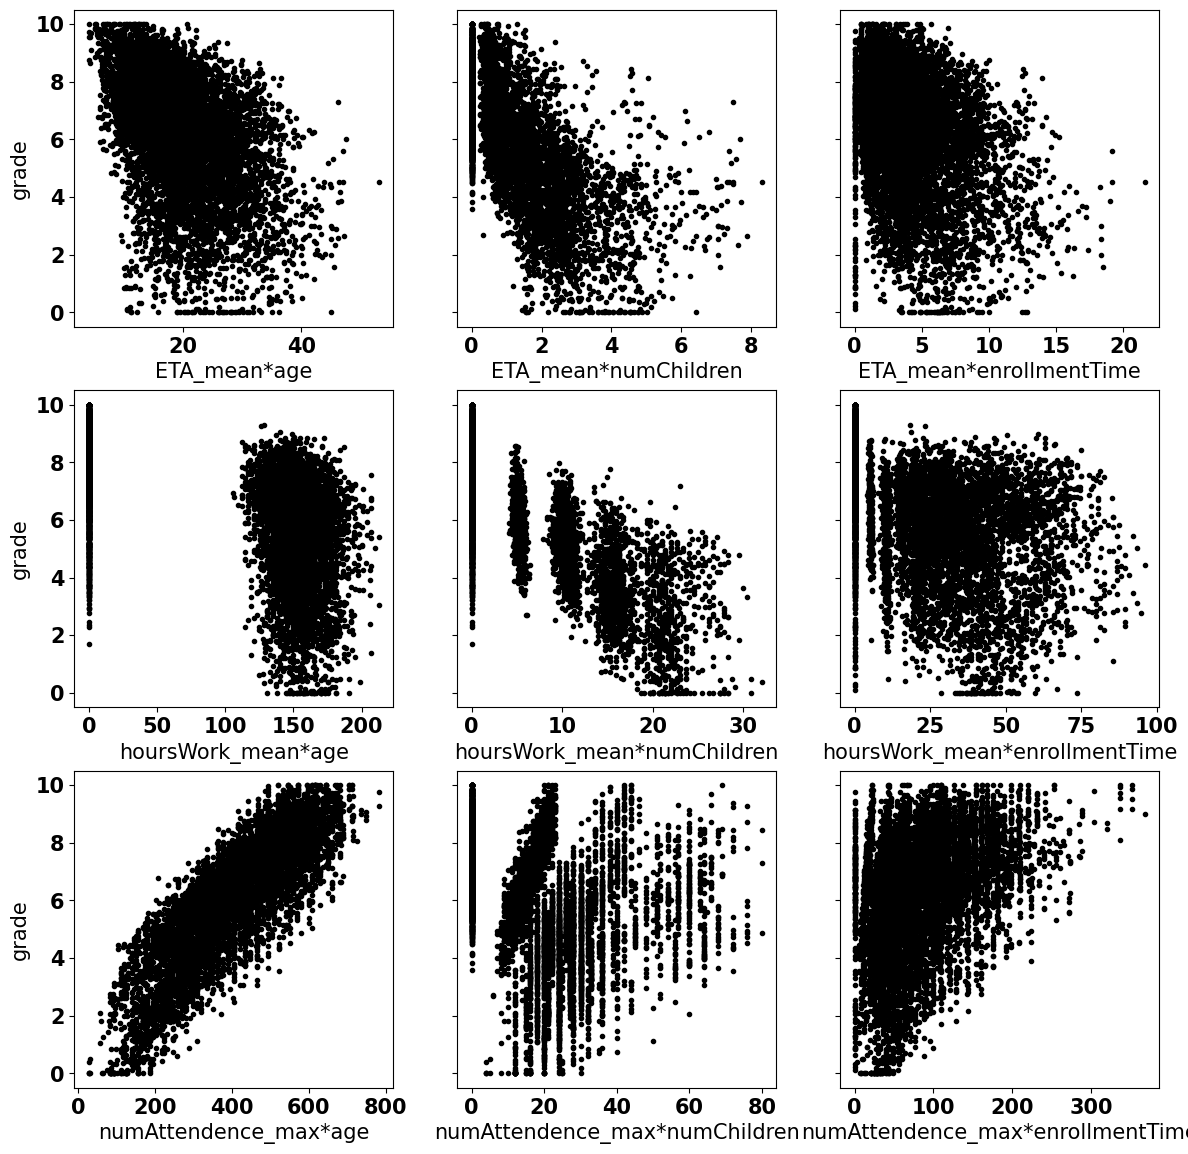 grade
10
8
6
4
2
0
20 40
ETA_mean*age
0 2 4 6 8
ETA_mean*numChildren
0 5 10 15 20
ETA_mean*enrollmentTime
grade
10
8
6
4
2
0
0 50 100 150 200
hoursWork_mean*age
0 10 20 30
hoursWork_mean*numChildren
0 25 50 75 100
hoursWork_mean*enrollmentTime
grade
10
8
6
4
2
0
0 200 400 600 800
numAttendence_max*age
0 20 40 60 80
numAttendence_max*numChildren
0 100 200 300
numAttendence_max*enrollmentTime